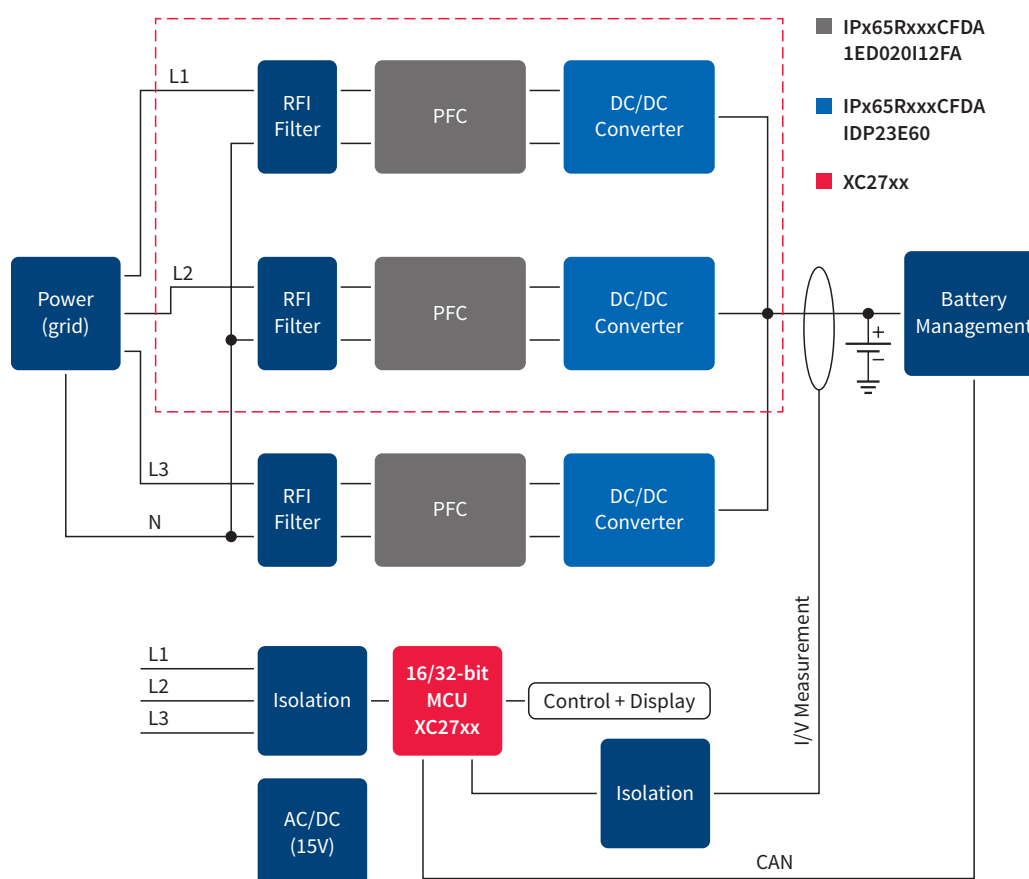 L1
RFI
Filter
PFC
DC/DC
Converter
IPx65RxxxCFDA
1ED020I12FA
IPx65RxxxCFDA
IDP23E60
XC27xx
Power
(grid)
L2
RFI
Filter
PFC
DC/DC
Converter
+
−
Battery
Management
L3
N
RFI
Filter
PFC
DC/DC
Converter
I/V Measurement
L1
L2
L3
Isolation
16/32-bit
MCU
XC27xx
Control + Display
Isolation
AC/DC
(15V)
CAN